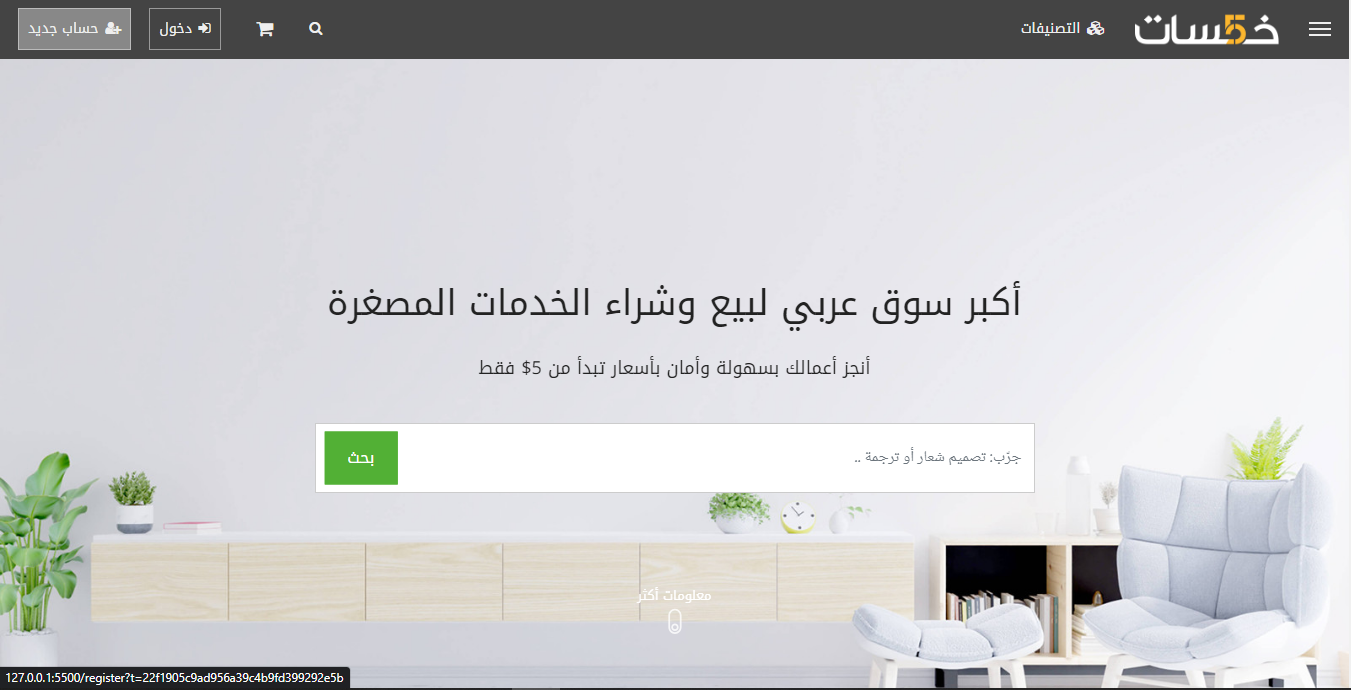 خمسات
التصنيفات
دخول
حساب جديد
أكبر سوق عربي لبيع وشراء الخدمات المصغرة
أنجز أعمالك بسهولة وأمان بأسعار تبدأ من 5$ فقط
جرّب: تصميم شعار أو ترجمة ..
بحث
معلومات أكثر
127.0.0.1:5500/register?t=22f1905c9ad956a39c4b9fd399292e5b